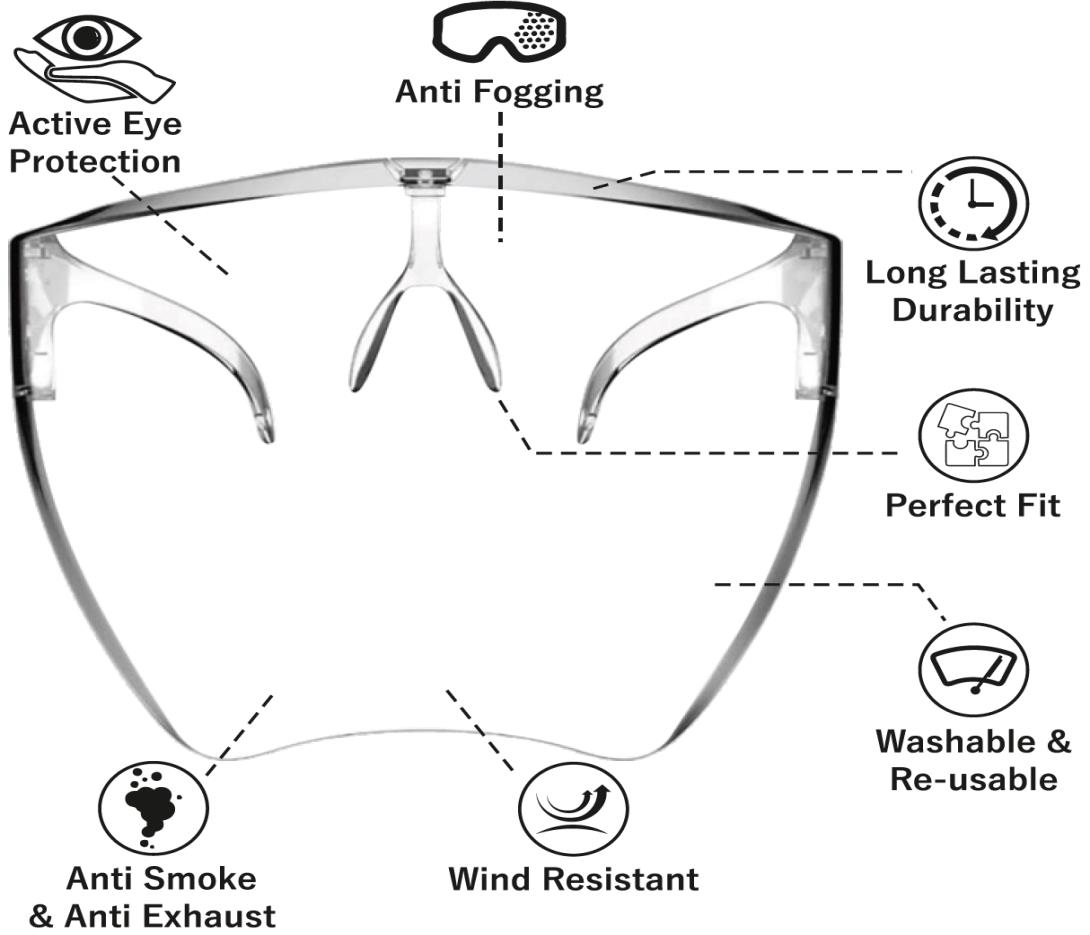 Anti Fogging
Active Eye
Protection
Long Lasting
Durability
Perfect Fit
Washable &
Re-usable
Anti Smoke
& Anti Exhaust
Wind Resistant